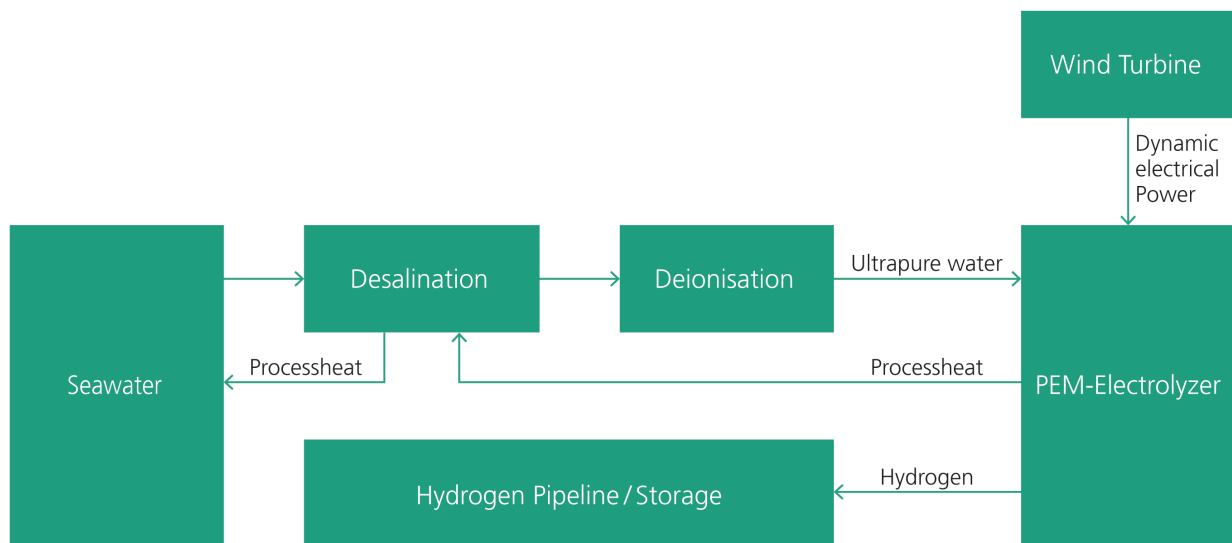 Wind Turbine
Dynamic
electrical
Power
Seawater
Desalination
Deionisation
Ultrapure water
PEM-Electrolyzer
Processheat
Processheat
Hydrogen Pipeline / Storage
Hydrogen